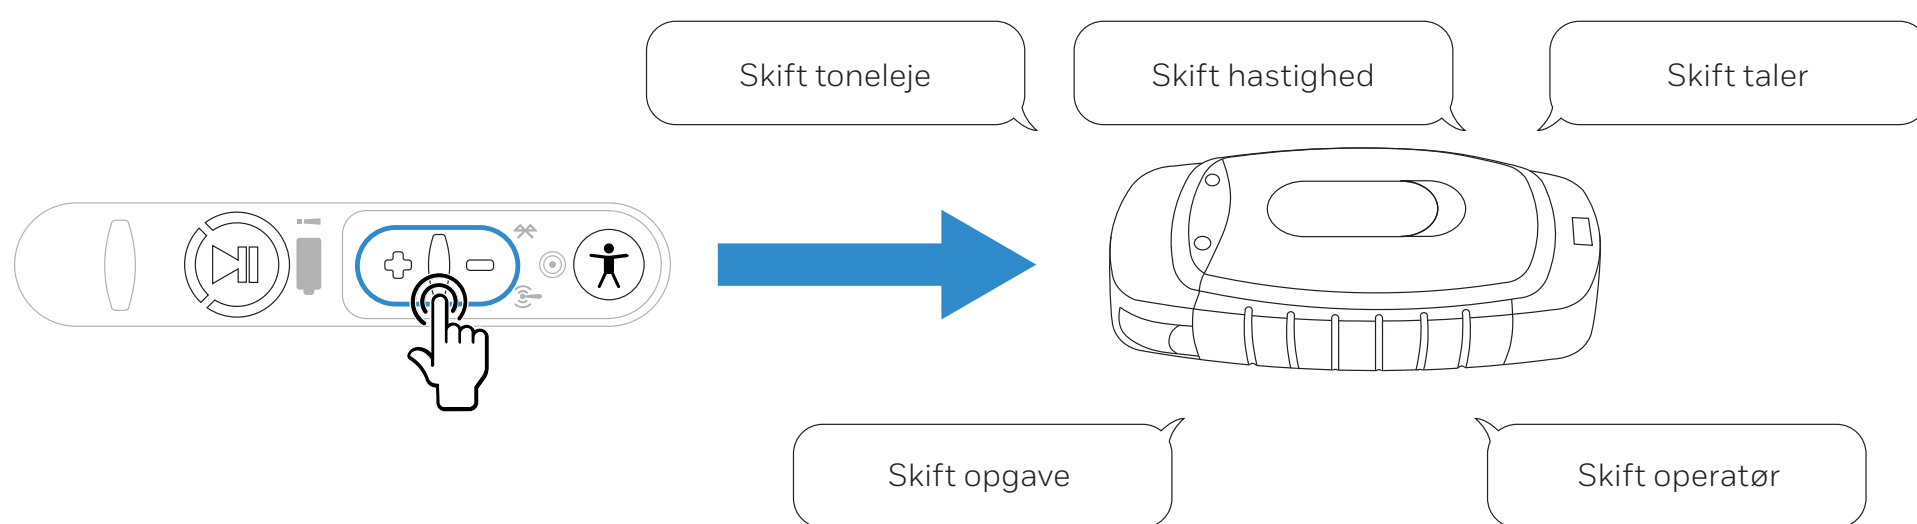 Skift toneleje
Skift hastighed
Skift taler
Skift opgave
Skift operatør